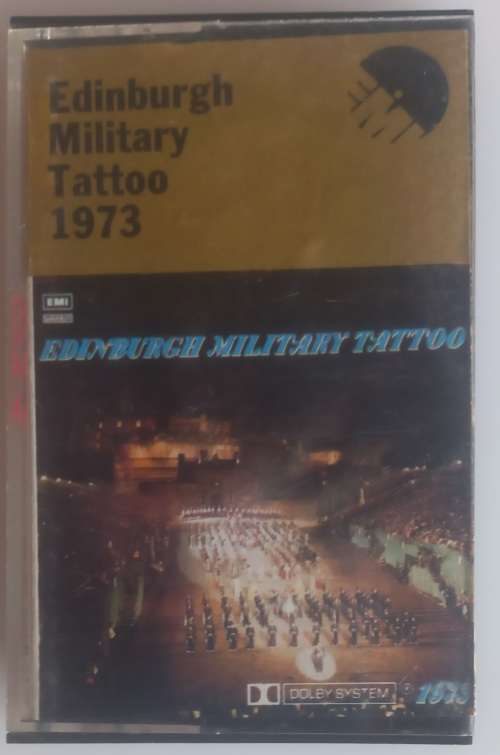 Edinburgh
Military
Tattoo
1973
EMI
EDINBURGH MILITARY TATTOO
DOLBY SYSTEM
1973